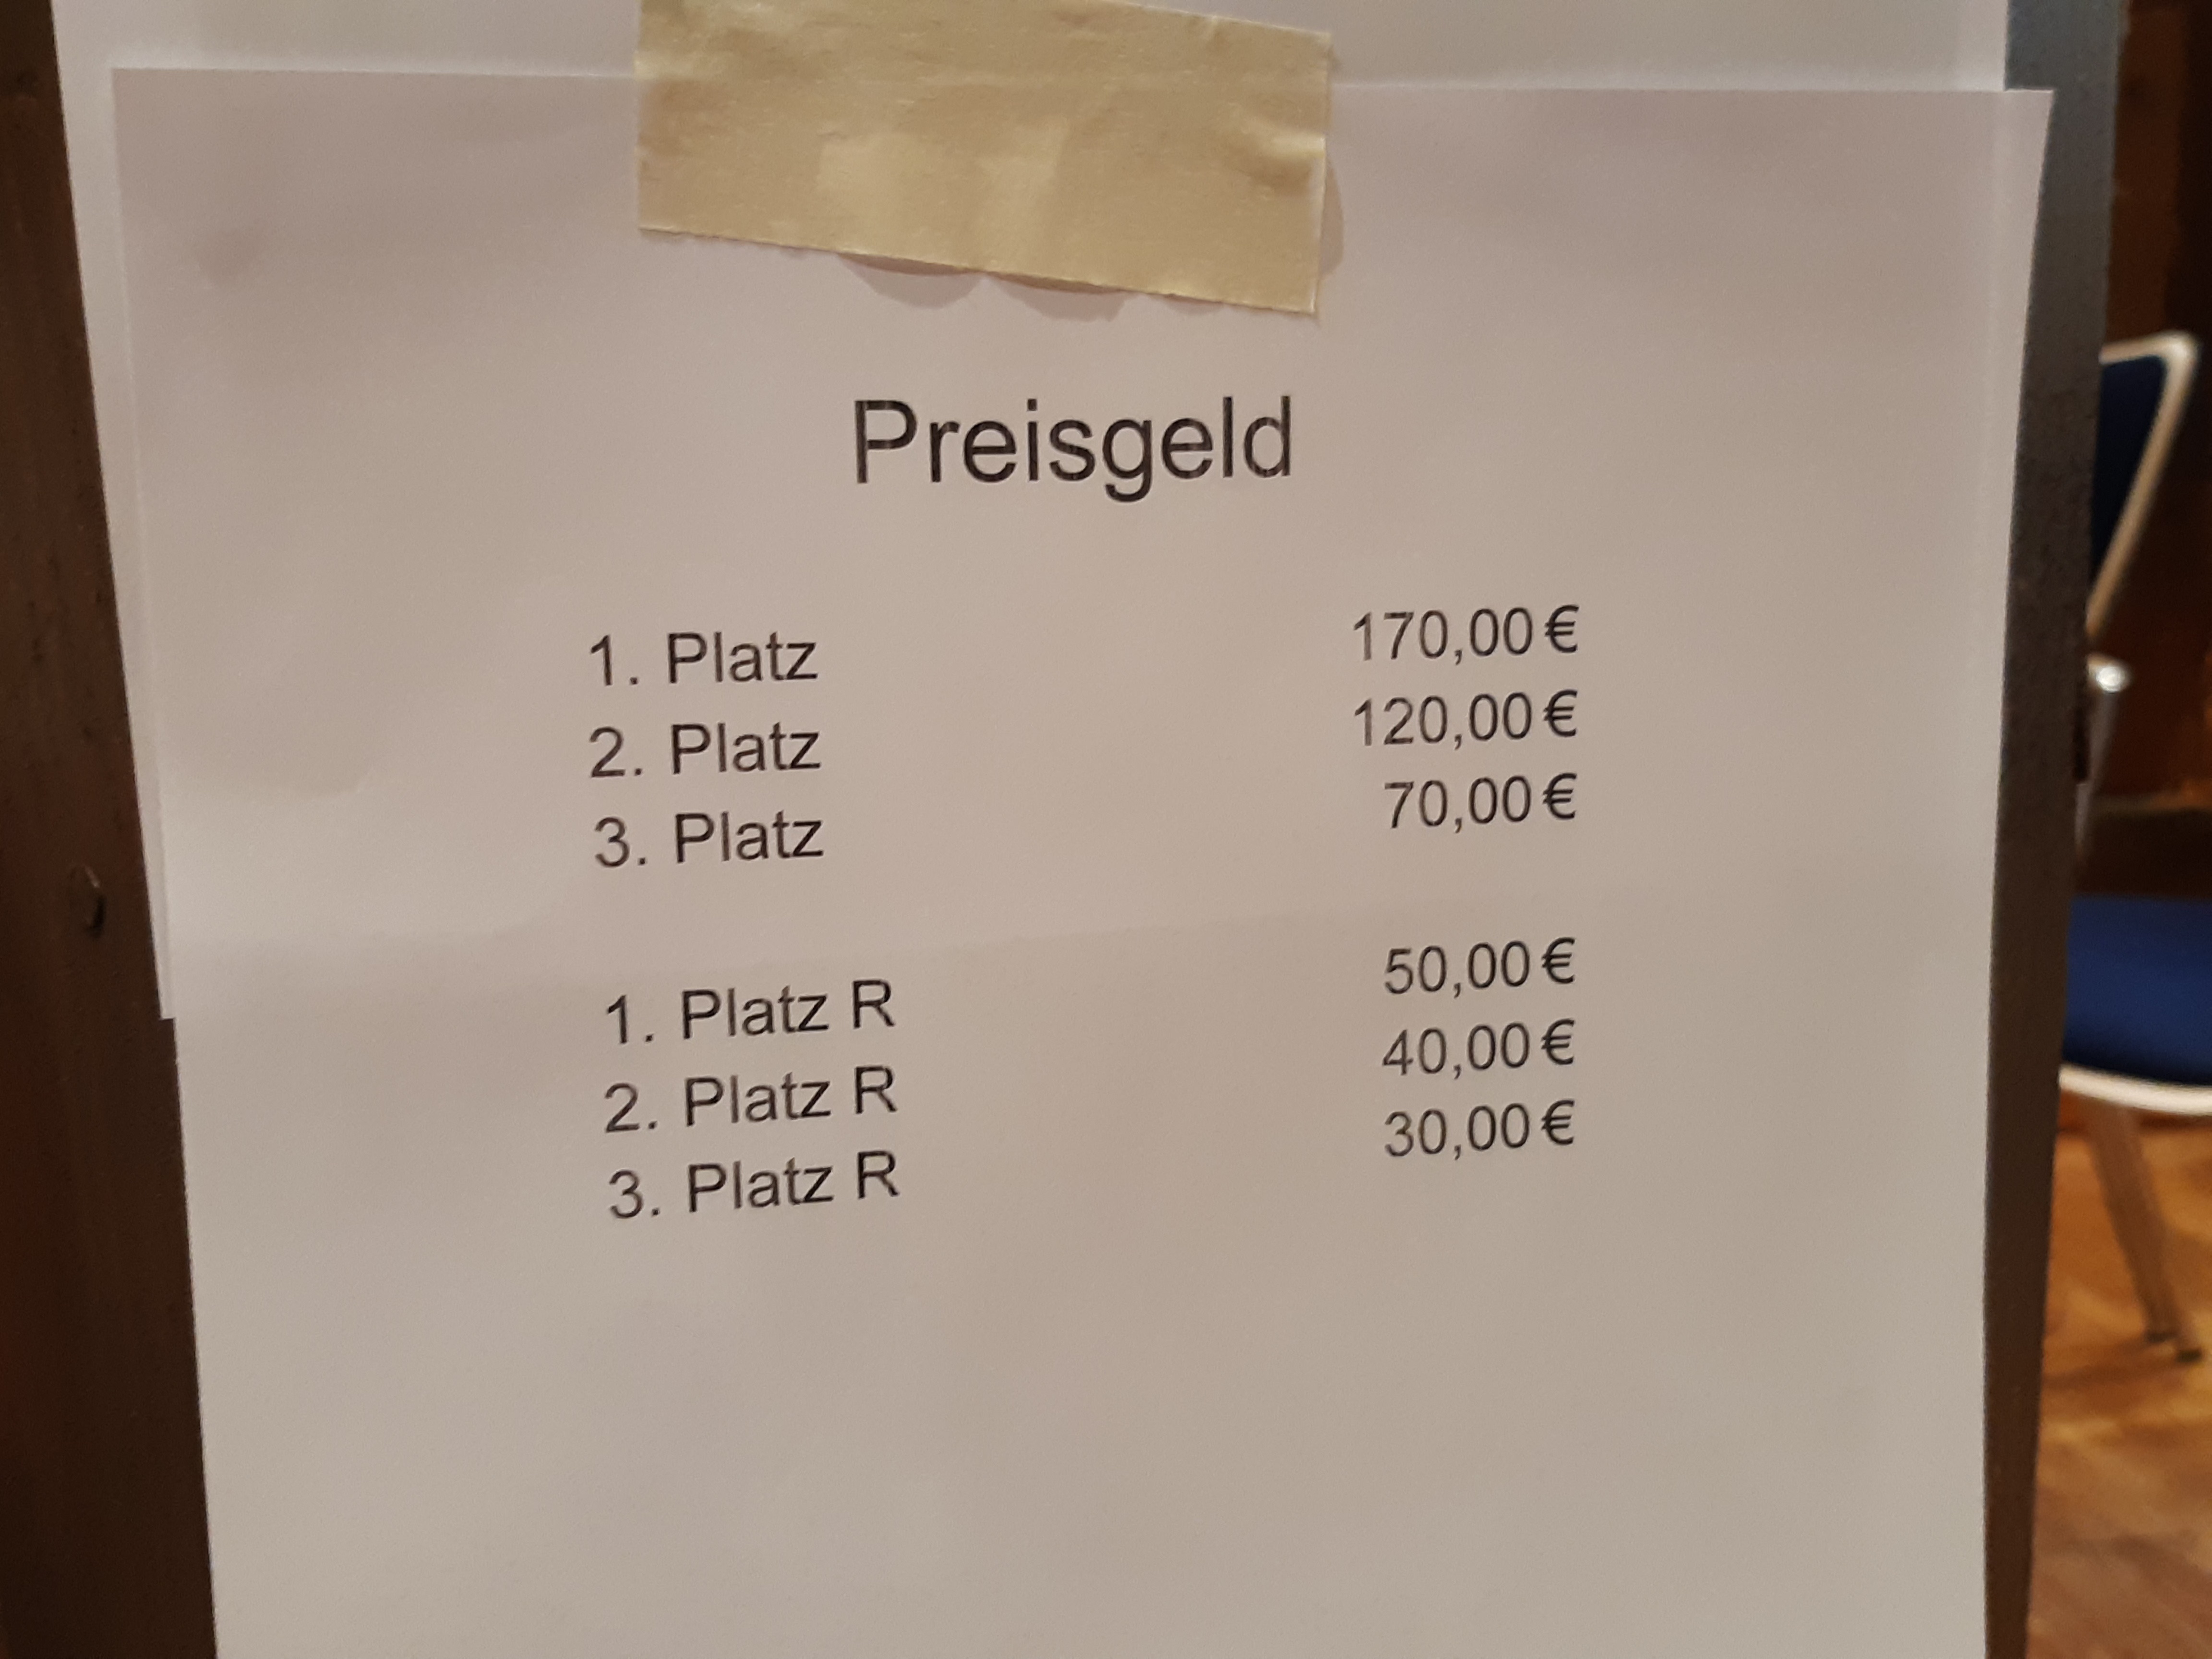 Preisgeld
1. Platz 170,00 €
2. Platz 120,00 €
3. Platz 70,00 €
1. Platz R 50,00 €
2. Platz R 40,00 €
3. Platz R 30,00 €